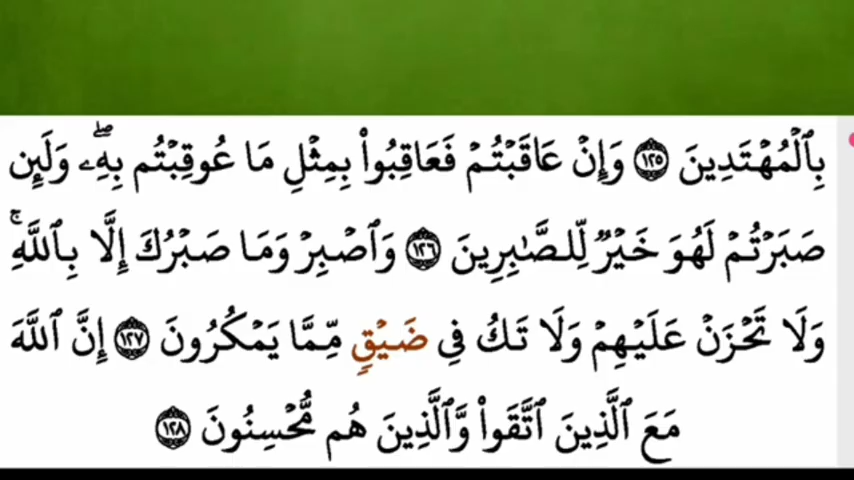 بِٱلْمُهْتَدِينَ ١٢٥ وَإِنْ عَاقَبْتُمْ فَعَاقِبُوا۟ بِمِثْلِ مَا عُوقِبْتُم بِهِۦۖ وَلَئِن
صَبَرْتُمْ لَهُوَ خَيْرٌ لِّلصَّـٰبِرِينَ ١٢٦ وَٱصْبِرْ وَمَا صَبْرُكَ إِلَّا بِٱللَّهِۚ
وَلَا تَحْزَنْ عَلَيْهِمْ وَلَا تَكُ فِى ضَيْقٍ مِّمَّا يَمْكُرُونَ ١٢٧ إِنَّ ٱللَّهَ
مَعَ ٱلَّذِينَ ٱتَّقَوا۟ وَّٱلَّذِينَ هُم مُّحْسِنُونَ ١٢٨